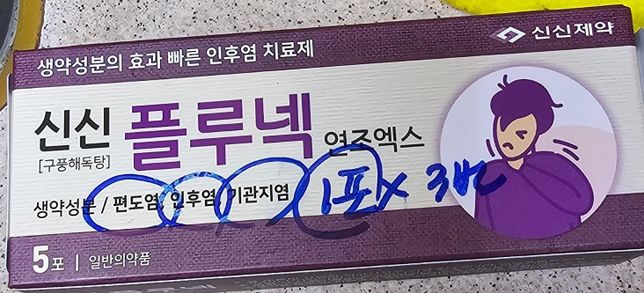 생약성분의 효과 빠른 인후염 치료제
신신제약
신신 플루넥 연조엑스
[구풍해독탕]
생약성분 / 편도염, 인후염, 기관지염
1포 X 3번
5포 | 일반의약품